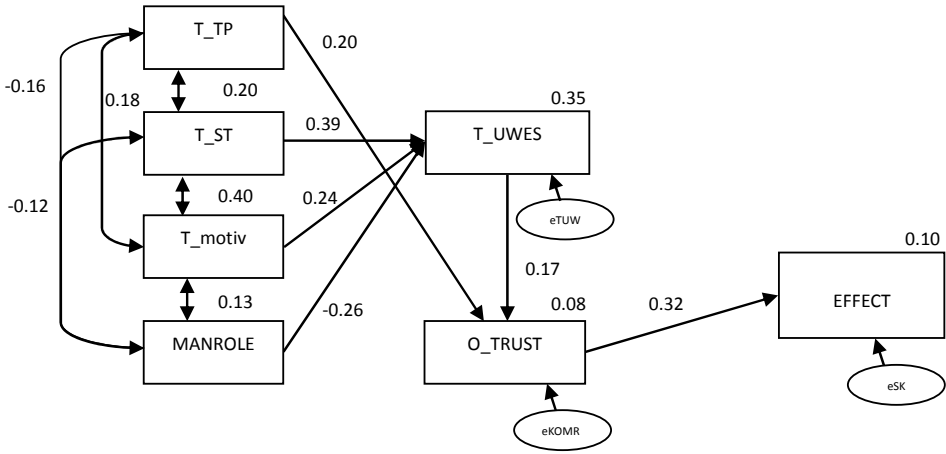 T_TP
0.20
-0.16
0.18
0.20
0.35
T_ST
0.39
T_UWES
-0.12
0.40
0.24
eTUW
T_motiv
0.10
0.17
0.13
-0.26
0.08
0.32
EFFECT
MANROLE
O_TRUST
eSK
eKOMR